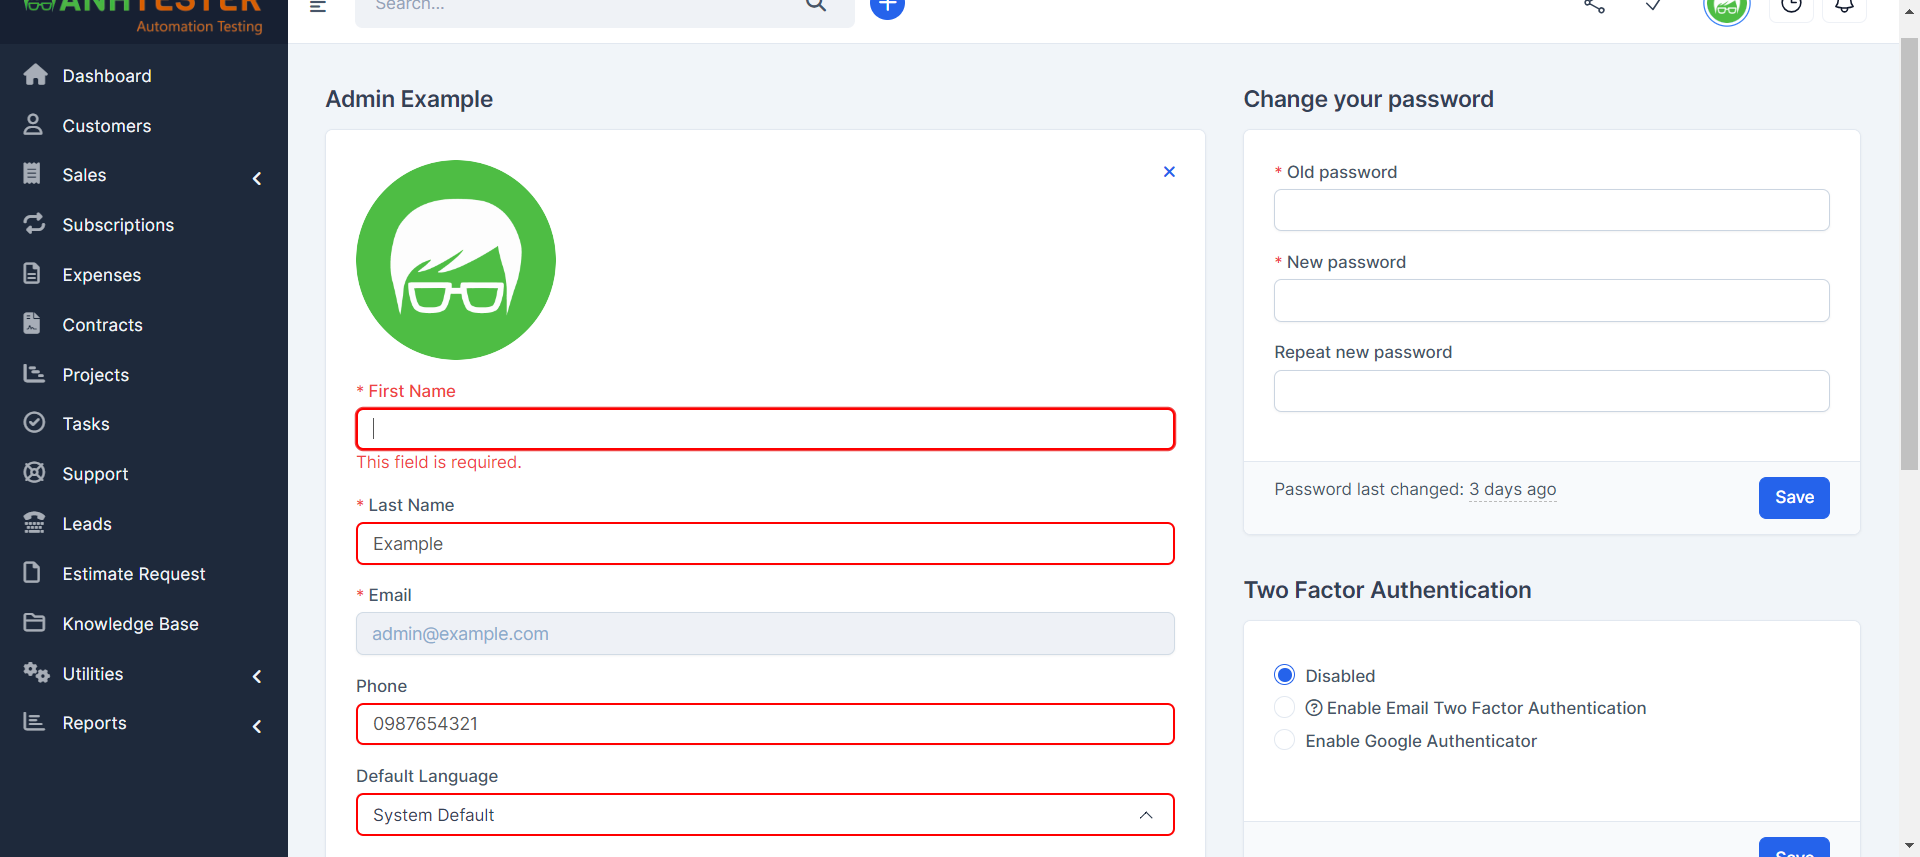 ANHTESTER
Automation Testing
Search...
Dashboard
Customers
Sales
Subscriptions
Expenses
Contracts
Projects
Tasks
Support
Leads
Estimate Request
Knowledge Base
Utilities
Reports
Admin Example
* First Name
This field is required.
* Last Name
Example
* Email
admin@example.com
Phone
0987654321
Default Language
System Default
Change your password
* Old password
* New password
Repeat new password
Password last changed: 3 days ago
Save
Two Factor Authentication
Disabled
Enable Email Two Factor Authentication
Enable Google Authenticator
Save